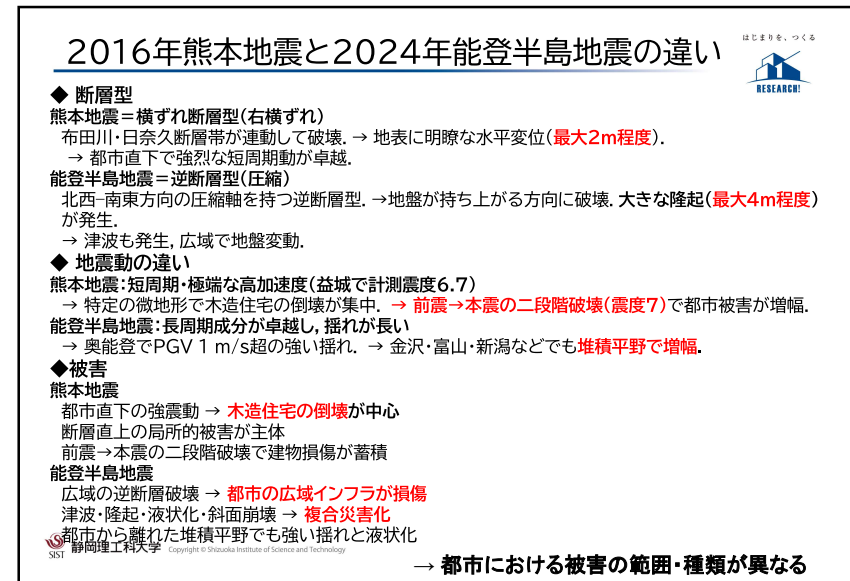 2016年熊本地震と2024年能登半島地震の違い
はじまりを、つくる
RESEARCH!
◆ 断層型
熊本地震＝横ずれ断層型（右横ずれ）
布田川・日奈久断層帯が連動して破壊. → 地表に明瞭な水平変位（最大2m程度）.
→ 都市直下で強烈な短周期動が卓越.
能登半島地震＝逆断層型（圧縮）
北西−南東方向の圧縮軸を持つ逆断層型. →地盤が持ち上がる方向に破壊. 大きな隆起（最大4m程度）
が発生.
→ 津波も発生, 広域で地盤変動.
◆ 地震動の違い
熊本地震：短周期・極端な高加速度（益城で計測震度6.7）
→ 特定の微地形で木造住宅の倒壊が集中. → 前震→本震の二段階破壊（震度7）で都市被害が増幅.
能登半島地震：長周期成分が卓越し, 揺れが長い
→ 奥能登でPGV 1 m/s超の強い揺れ. → 金沢・富山・新潟などでも堆積平野で増幅.
◆被害
熊本地震
都市直下の強震動 → 木造住宅の倒壊が中心
断層直上の局所的被害が主体
前震→本震の二段階破壊で建物損傷が蓄積
能登半島地震
広域の逆断層破壊 → 都市の広域インフラが損傷
津波・隆起・液状化・斜面崩壊 → 複合災害化
都市から離れた堆積平野でも強い揺れと液状化
SIST 静岡理工科大学 Copyright © Shizuoka Institute of Science and Technology
→ 都市における被害の範囲・種類が異なる